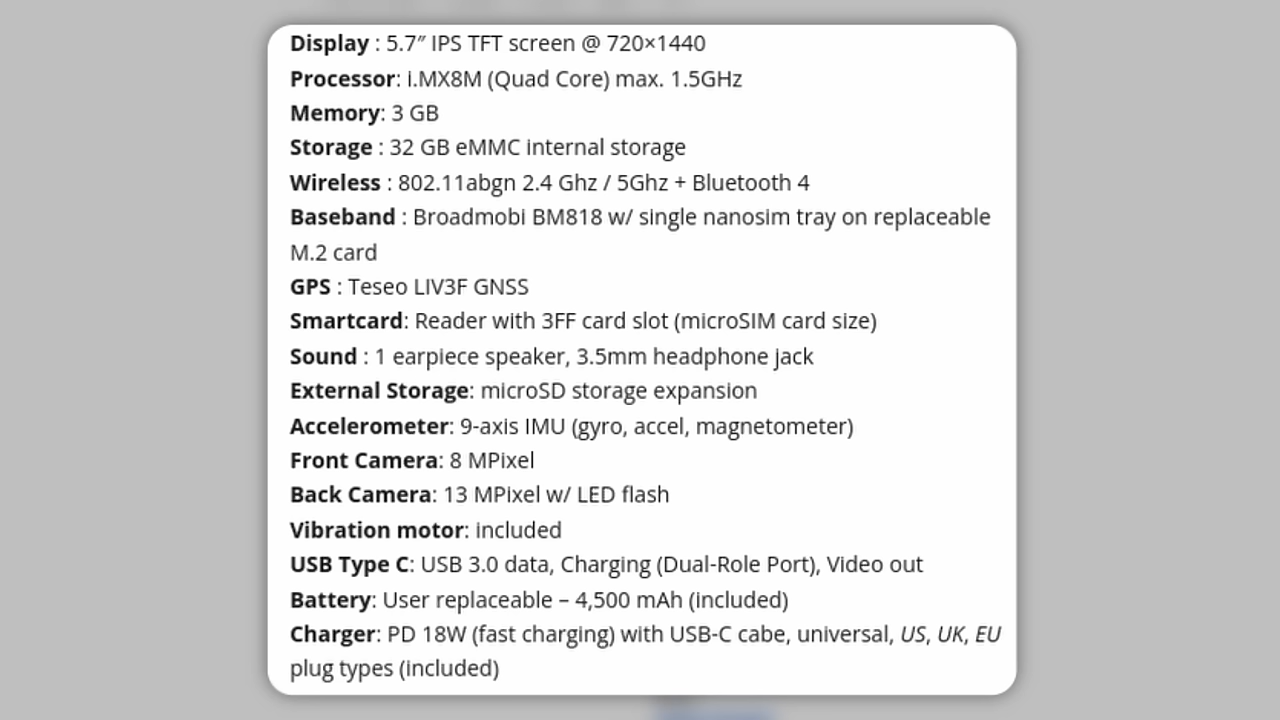 Display : 5.7″ IPS TFT screen @ 720×1440
Processor: i.MX8M (Quad Core) max. 1.5GHz
Memory: 3 GB
Storage : 32 GB eMMC internal storage
Wireless : 802.11abgn 2.4 Ghz / 5Ghz + Bluetooth 4
Baseband : Broadmobi BM818 w/ single nanosim tray on replaceable
M.2 card
GPS : Teseo LIV3F GNSS
Smartcard: Reader with 3FF card slot (microSIM card size)
Sound : 1 earpiece speaker, 3.5mm headphone jack
External Storage: microSD storage expansion
Accelerometer: 9-axis IMU (gyro, accel, magnetometer)
Front Camera: 8 MPixel
Back Camera: 13 MPixel w/ LED flash
Vibration motor: included
USB Type C: USB 3.0 data, Charging (Dual-Role Port), Video out
Battery: User replaceable – 4,500 mAh (included)
Charger: PD 18W (fast charging) with USB-C cabe, universal, US, UK, EU
plug types (included)